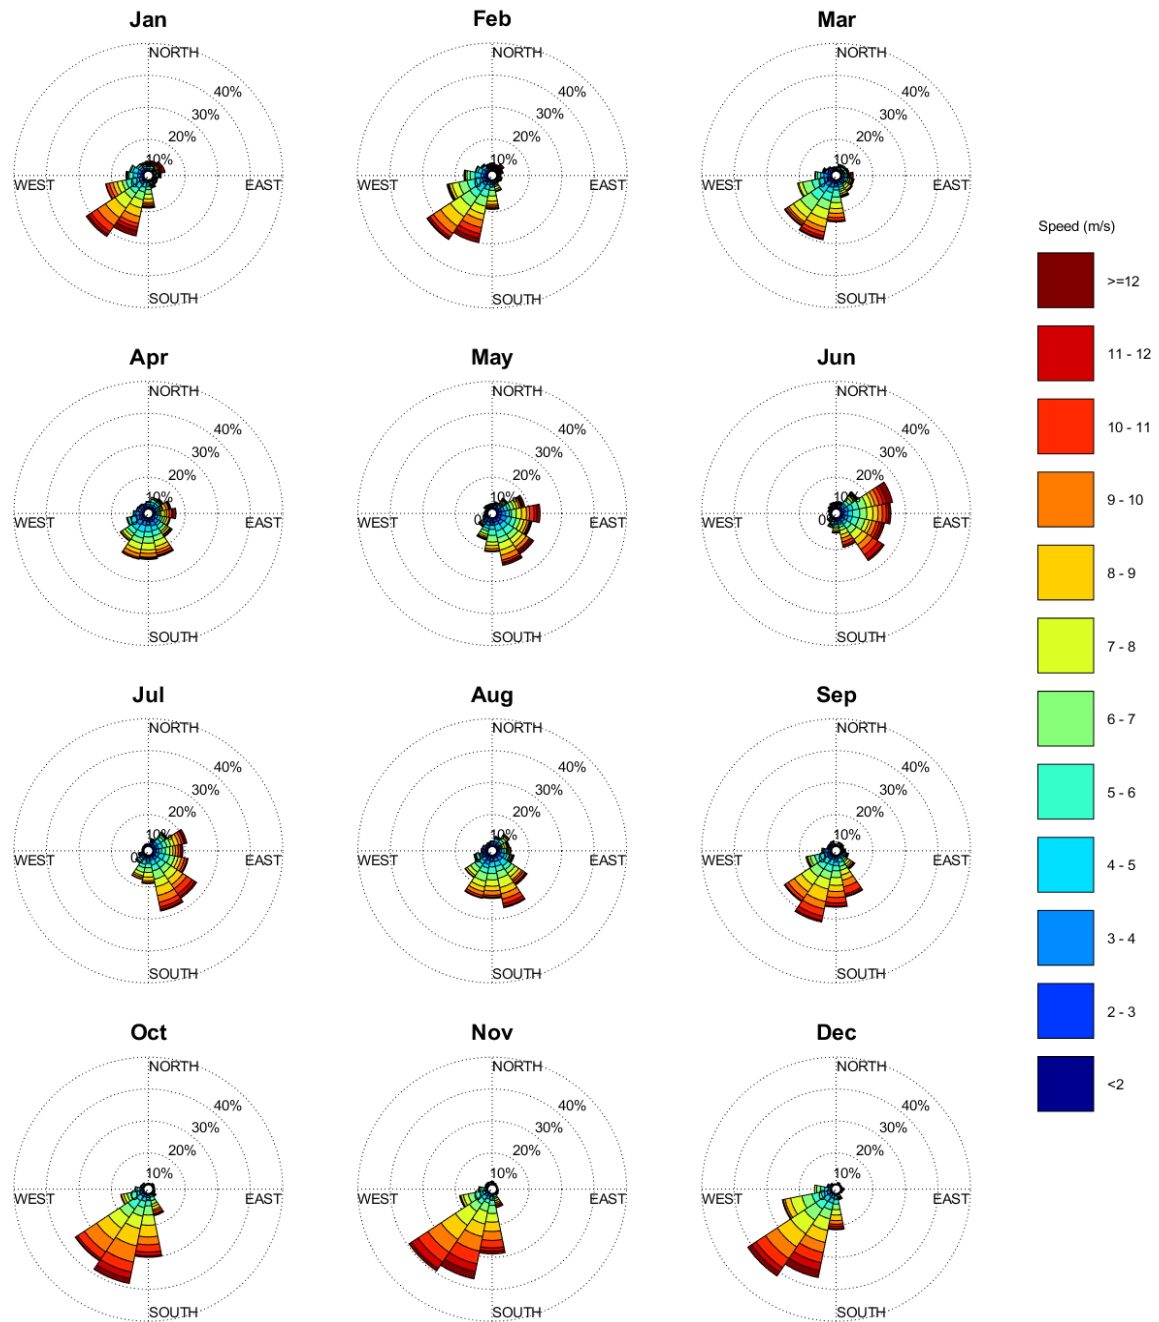 Jan
NORTH
40%
30%
20%
10%
WEST
EAST
SOUTH
Feb
NORTH
40%
30%
20%
10%
WEST
EAST
SOUTH
Mar
NORTH
40%
30%
20%
10%
WEST
EAST
SOUTH
Apr
NORTH
40%
30%
20%
10%
WEST
EAST
SOUTH
May
NORTH
40%
30%
20%
10%
WEST
EAST
SOUTH
Jun
NORTH
40%
30%
20%
10%
WEST
EAST
SOUTH
Jul
NORTH
40%
30%
20%
10%
WEST
EAST
SOUTH
Aug
NORTH
40%
30%
20%
10%
WEST
EAST
SOUTH
Sep
NORTH
40%
30%
20%
10%
WEST
EAST
SOUTH
Oct
NORTH
40%
30%
20%
10%
WEST
EAST
SOUTH
Nov
NORTH
40%
30%
20%
10%
WEST
EAST
SOUTH
Dec
NORTH
40%
30%
20%
10%
WEST
EAST
SOUTH
Speed (m/s)
>=12
11 - 12
10 - 11
9 - 10
8 - 9
7 - 8
6 - 7
5 - 6
4 - 5
3 - 4
2 - 3
<2